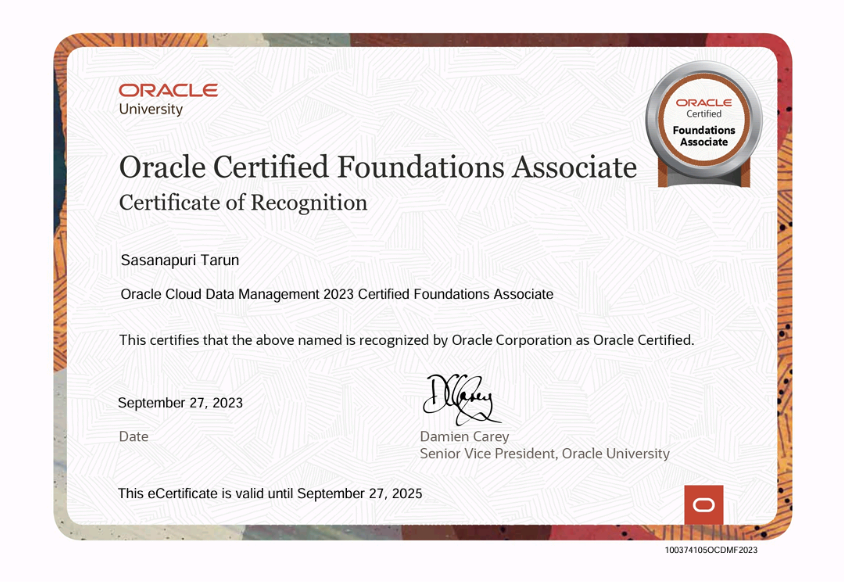 ORACLE
University
ORACLE
Certified
Foundations
Associate
Oracle Certified Foundations Associate
Certificate of Recognition
Sasanapuri Tarun
Oracle Cloud Data Management 2023 Certified Foundations Associate
This certifies that the above named is recognized by Oracle Corporation as Oracle Certified.
September 27, 2023
Date
DCarey
Damien Carey
Senior Vice President, Oracle University
This eCertificate is valid until September 27, 2025
100374105OCDMF2023